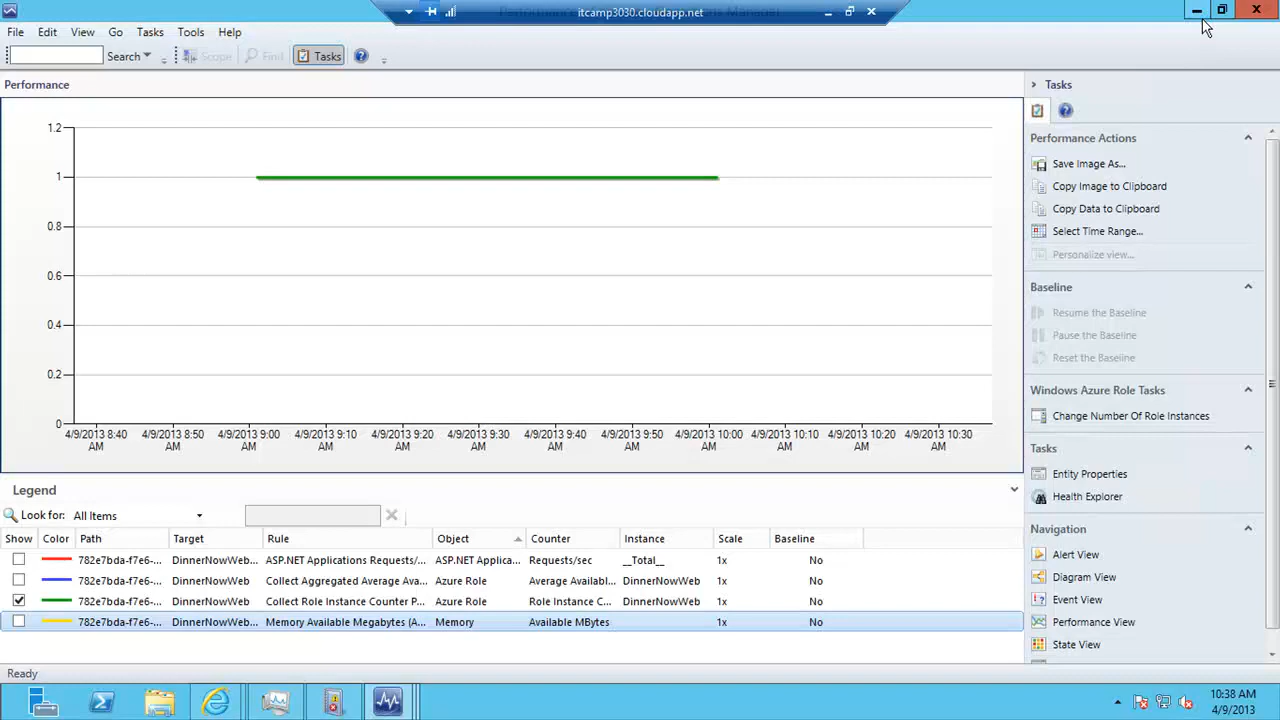 itcamp3030.cloudapp.net
File Edit View Go Tasks Tools Help
Search Scope Find Tasks
Performance
Tasks
1.2
1
0.8
0.6
0.4
0.2
0
4/9/2013 8:40 AM
4/9/2013 8:50 AM
4/9/2013 9:00 AM
4/9/2013 9:10 AM
4/9/2013 9:20 AM
4/9/2013 9:30 AM
4/9/2013 9:40 AM
4/9/2013 9:50 AM
4/9/2013 10:00 AM
4/9/2013 10:10 AM
4/9/2013 10:20 AM
4/9/2013 10:30 AM
Performance Actions
Save Image As...
Copy Image to Clipboard
Copy Data to Clipboard
Select Time Range...
Personalize view...
Baseline
Resume the Baseline
Pause the Baseline
Reset the Baseline
Windows Azure Role Tasks
Change Number Of Role Instances
Tasks
Entity Properties
Health Explorer
Navigation
Alert View
Diagram View
Event View
Performance View
State View
Legend
Look for: All Items
Show Color Path Target Rule Object Counter Instance Scale Baseline
782e7bda-f7e6-... DinnerNowWeb... ASP.NET Applications Requests/... ASP.NET Applica... Requests/sec __Total__ 1x No
782e7bda-f7e6-... DinnerNowWeb Collect Aggregated Average Ava... Azure Role Average Availabl... DinnerNowWeb 1x No
782e7bda-f7e6-... DinnerNowWeb Collect Role Instance Counter P... Azure Role Role Instance C... DinnerNowWeb 1x No
782e7bda-f7e6-... DinnerNowWeb... Memory Available Megabytes (A... Memory Available MBytes 1x No
Ready
10:38 AM
4/9/2013